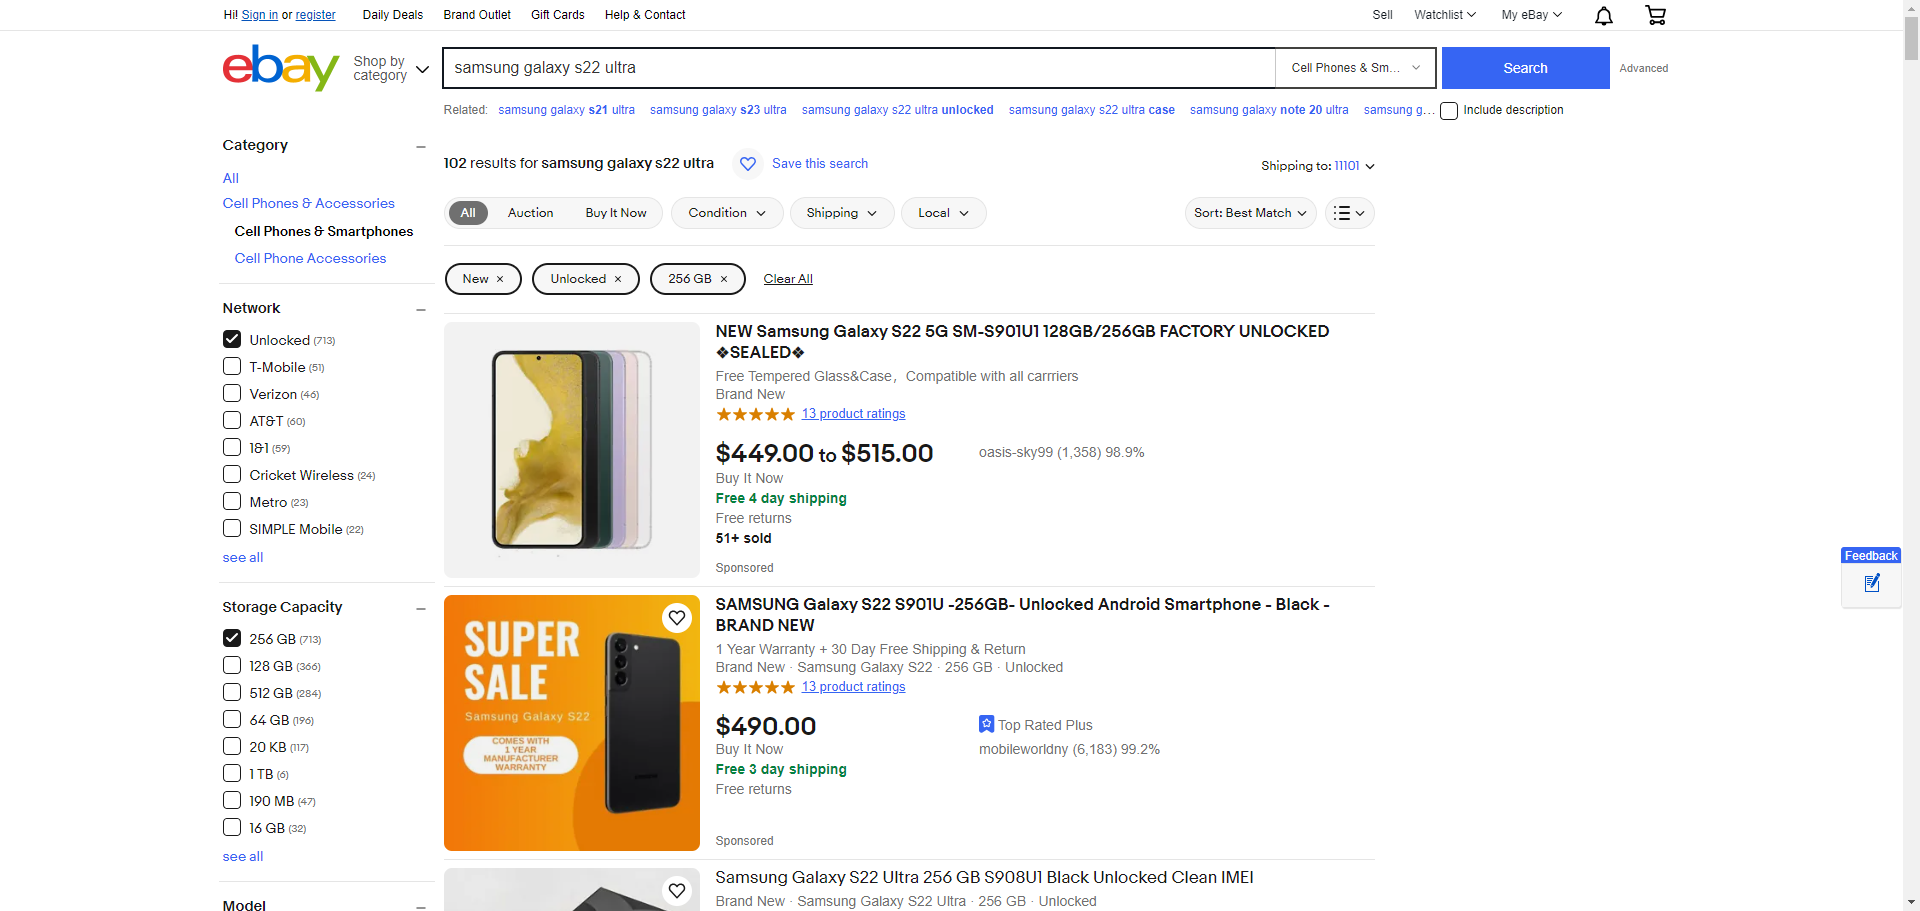 Hi! Sign in or register
Daily Deals
Brand Outlet
Gift Cards
Help & Contact
Sell
Watchlist
My eBay
ebay
Shop by
category
samsung galaxy s22 ultra
Cell Phones & Sm...
Search
Advanced
Related:
samsung galaxy s21 ultra
samsung galaxy s23 ultra
samsung galaxy s22 ultra unlocked
samsung galaxy s22 ultra case
samsung galaxy note 20 ultra
samsung g...
Include description
Category
All
Cell Phones & Accessories
Cell Phones & Smartphones
Cell Phone Accessories
Network
Unlocked (713)
T-Mobile (51)
Verizon (46)
AT&T (60)
1&1 (59)
Cricket Wireless (24)
Metro (23)
SIMPLE Mobile (22)
see all
Storage Capacity
256 GB (713)
128 GB (366)
512 GB (284)
64 GB (196)
20 KB (117)
1 TB (6)
190 MB (47)
16 GB (32)
see all
Model
102 results for samsung galaxy s22 ultra
Save this search
Shipping to: 11101
All
Auction
Buy It Now
Condition
Shipping
Local
Sort: Best Match
New ×
Unlocked ×
256 GB ×
Clear All
NEW Samsung Galaxy S22 5G SM-S901U1 128GB/256GB FACTORY UNLOCKED
❖SEALED❖
Free Tempered Glass&Case，Compatible with all carrriers
Brand New
13 product ratings
$449.00 to $515.00
oasis-sky99 (1,358) 98.9%
Buy It Now
Free 4 day shipping
Free returns
51+ sold
Sponsored
SUPER
SALE
Samsung Galaxy S22
COMES WITH
1 YEAR
MANUFACTURER
WARRANTY
SAMSUNG Galaxy S22 S901U -256GB- Unlocked Android Smartphone - Black -
BRAND NEW
1 Year Warranty + 30 Day Free Shipping & Return
Brand New · Samsung Galaxy S22 · 256 GB · Unlocked
13 product ratings
$490.00
Top Rated Plus
Buy It Now
mobileworldny (6,183) 99.2%
Free 3 day shipping
Free returns
Sponsored
Samsung Galaxy S22 Ultra 256 GB S908U1 Black Unlocked Clean IMEI
Brand New · Samsung Galaxy S22 Ultra · 256 GB · Unlocked
Feedback